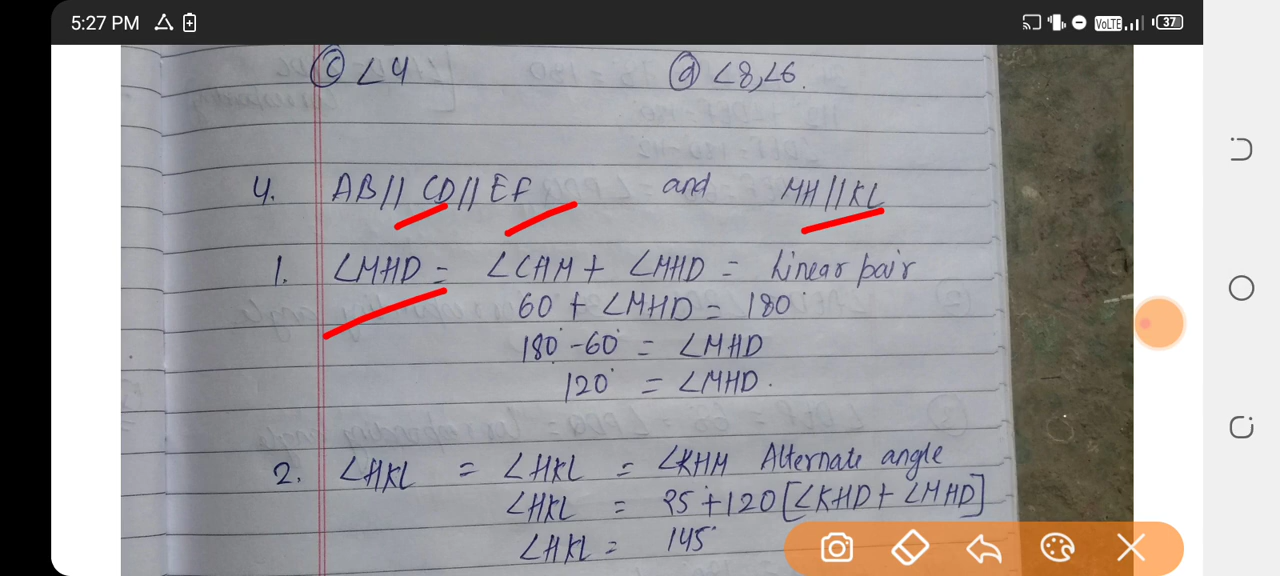 5:27 PM VoLTE 37
c ∠4 d ∠8,∠6.
4. AB // CD // EF and MH // KL
1. ∠MHD = ∠CHM + ∠MHD = Linear pair
60 + ∠MHD = 180°
180° - 60° = ∠MHD
120° = ∠MHD.
2. ∠HKL = ∠HKL = ∠KHM Alternate angle
∠HKL = 25 + 120 [∠KHD + ∠MHD]
∠HKL = 145°